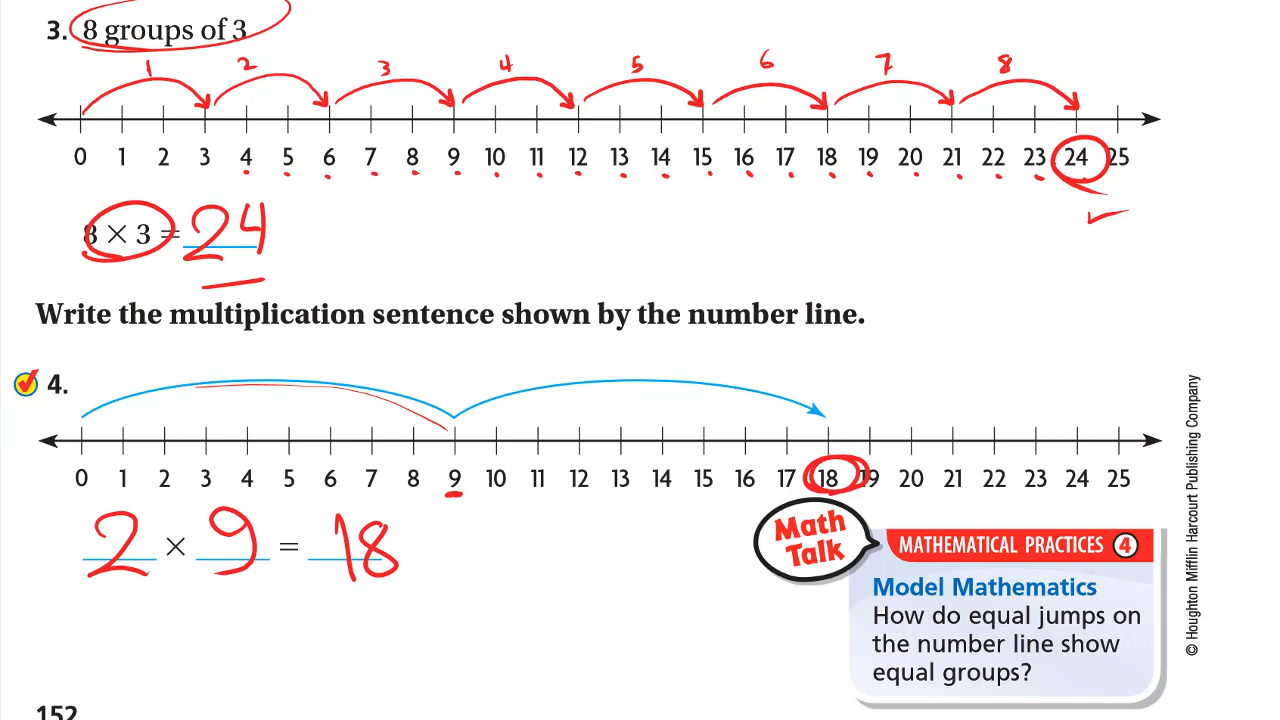 3. 8 groups of 3
1 2 3 4 5 6 7 8
0 1 2 3 4 5 6 7 8 9 10 11 12 13 14 15 16 17 18 19 20 21 22 23 24 25
8 × 3 = 24
Write the multiplication sentence shown by the number line.
4.
0 1 2 3 4 5 6 7 8 9 10 11 12 13 14 15 16 17 18 19 20 21 22 23 24 25
2 × 9 = 18
Math
Talk
MATHEMATICAL PRACTICES 4
Model Mathematics
How do equal jumps on
the number line show
equal groups?
© Houghton Mifflin Harcourt Publishing Company
152